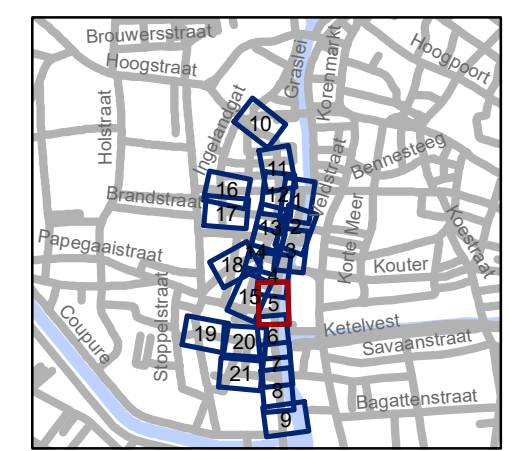 Brouwersstraat
Hoogstraat
Graslei
Korenmarkt
Hoogpoort
Holstraat
Ingelandgat
10
Bennesteeg
Veldstraat
11
16
12
1
Brandstraat
17
13
2
Korte Meer
Koestraat
Papegaaistraat
14
3
18
4
Kouter
15
5
Coupure
Stoppelstraat
19
20
6
Ketelvest
Savaanstraat
21
7
8
Bagattenstraat
9